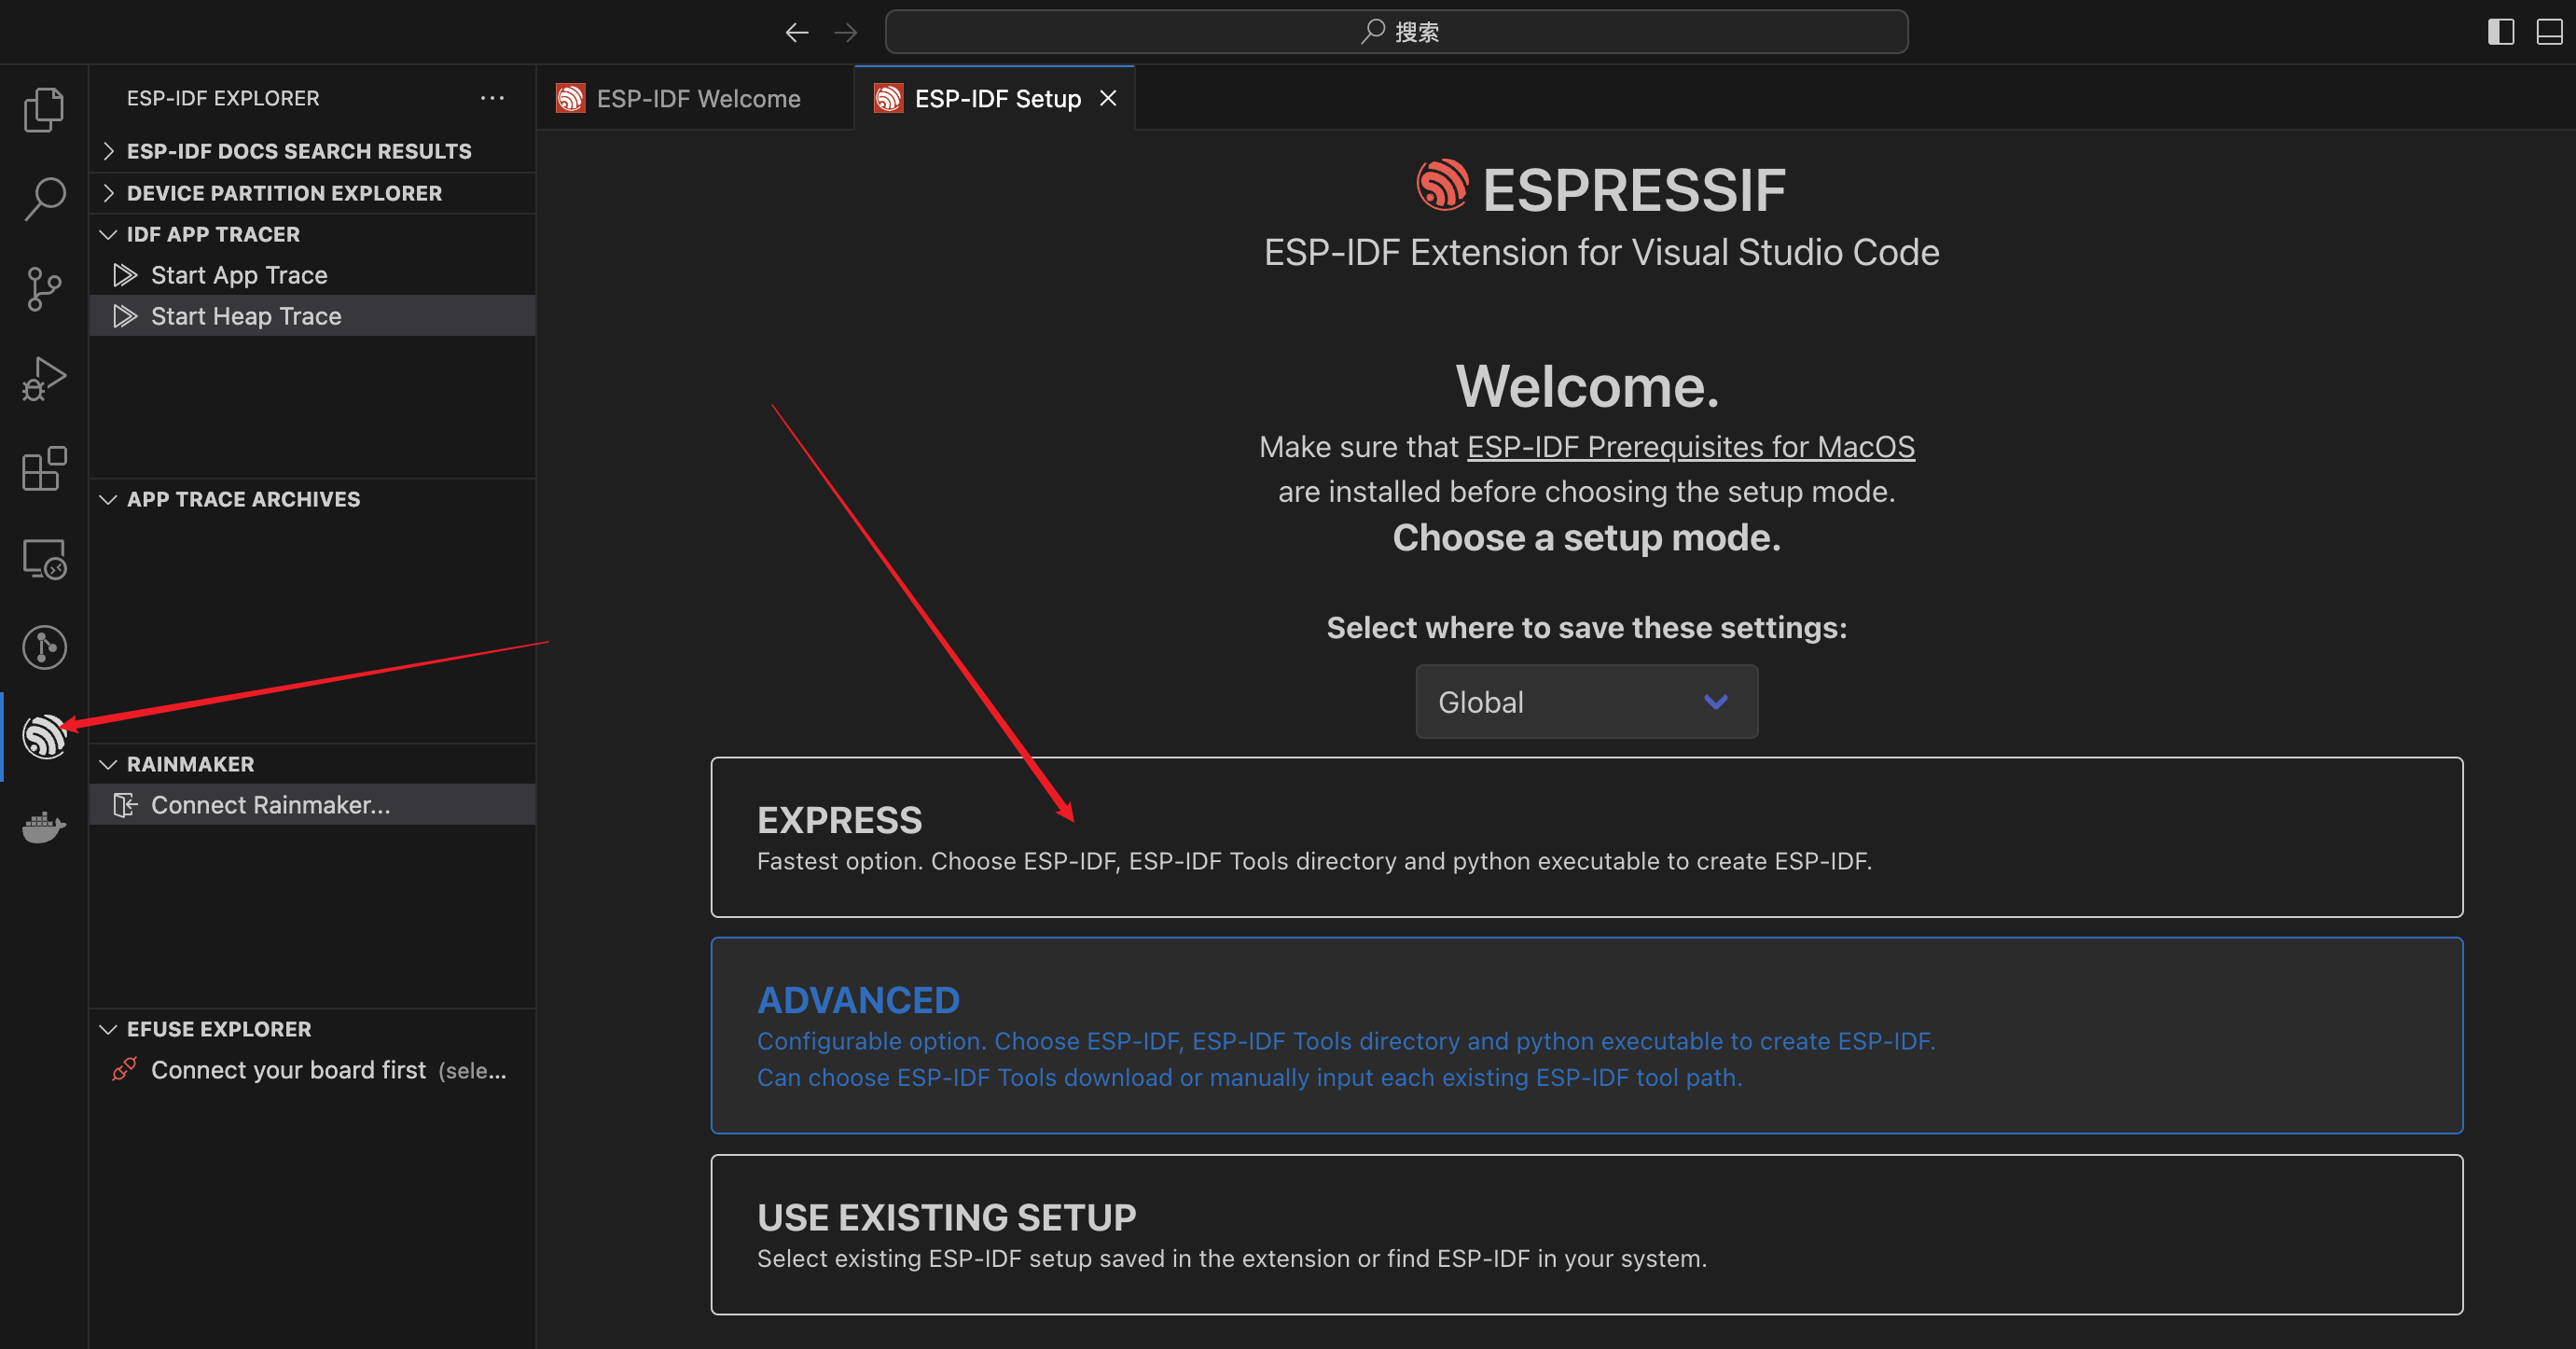 搜索
ESP-IDF EXPLORER
ESP-IDF DOCS SEARCH RESULTS
DEVICE PARTITION EXPLORER
IDF APP TRACER
Start App Trace
Start Heap Trace
APP TRACE ARCHIVES
RAINMAKER
Connect Rainmaker...
EFUSE EXPLORER
Connect your board first (sele...
ESP-IDF Welcome
ESP-IDF Setup
ESPRESSIF
ESP-IDF Extension for Visual Studio Code
Welcome.
Make sure that ESP-IDF Prerequisites for MacOS
are installed before choosing the setup mode.
Choose a setup mode.
Select where to save these settings:
Global
EXPRESS
Fastest option. Choose ESP-IDF, ESP-IDF Tools directory and python executable to create ESP-IDF.
ADVANCED
Configurable option. Choose ESP-IDF, ESP-IDF Tools directory and python executable to create ESP-IDF.
Can choose ESP-IDF Tools download or manually input each existing ESP-IDF tool path.
USE EXISTING SETUP
Select existing ESP-IDF setup saved in the extension or find ESP-IDF in your system.